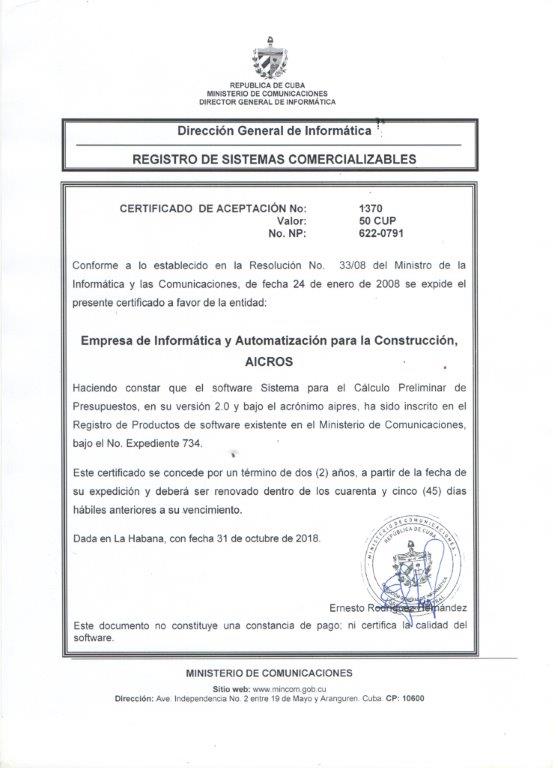 REPUBLICA DE CUBA
MINISTERIO DE COMUNICACIONES
DIRECTOR GENERAL DE INFORMÁTICA
Dirección General de Informática
REGISTRO DE SISTEMAS COMERCIALIZABLES
CERTIFICADO DE ACEPTACIÓN No: 1370
Valor: 50 CUP
No. NP: 622-0791
Conforme a lo establecido en la Resolución No. 33/08 del Ministro de la
Informática y las Comunicaciones, de fecha 24 de enero de 2008 se expide el
presente certificado a favor de la entidad:
Empresa de Informática y Automatización para la Construcción,
AICROS
Haciendo constar que el software Sistema para el Cálculo Preliminar de
Presupuestos, en su versión 2.0 y bajo el acrónimo aipres, ha sido inscrito en el
Registro de Productos de software existente en el Ministerio de Comunicaciones,
bajo el No. Expediente 734.
Este certificado se concede por un término de dos (2) años, a partir de la fecha de
su expedición y deberá ser renovado dentro de los cuarenta y cinco (45) días
hábiles anteriores a su vencimiento.
Dada en La Habana, con fecha 31 de octubre de 2018.
MINISTERIO DE COMUNICACIONES
REPÚBLICA DE CUBA
Ernesto Rodríguez Hernández
Este documento no constituye una constancia de pago; ni certifica la calidad del
software.
MINISTERIO DE COMUNICACIONES
Sitio web: www.mincom.gob.cu
Dirección: Ave. Independencia No. 2 entre 19 de Mayo y Aranguren. Cuba. CP: 10600